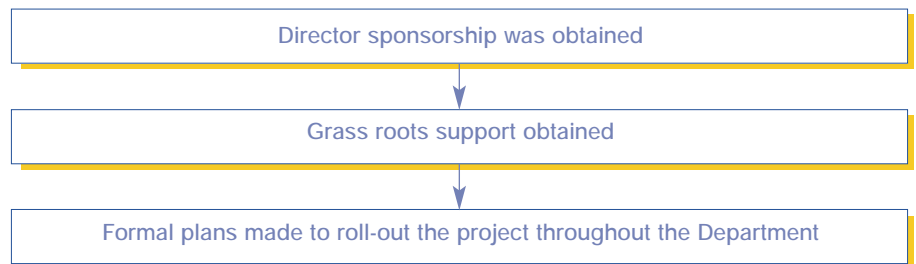 Director sponsorship was obtained
Grass roots support obtained
Formal plans made to roll-out the project throughout the Department